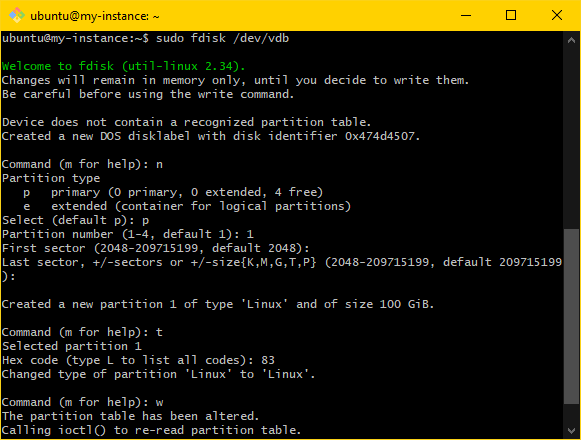 ubuntu@my-instance: ~
ubuntu@my-instance:~$ sudo fdisk /dev/vdb
Welcome to fdisk (util-linux 2.34).
Changes will remain in memory only, until you decide to write them.
Be careful before using the write command.
Device does not contain a recognized partition table.
Created a new DOS disklabel with disk identifier 0x474d4507.
Command (m for help): n
Partition type
   p   primary (0 primary, 0 extended, 4 free)
   e   extended (container for logical partitions)
Select (default p): p
Partition number (1-4, default 1): 1
First sector (2048-209715199, default 2048):
Last sector, +/-sectors or +/-size{K,M,G,T,P} (2048-209715199, default 209715199
):
Created a new partition 1 of type 'Linux' and of size 100 GiB.
Command (m for help): t
Selected partition 1
Hex code (type L to list all codes): 83
Changed type of partition 'Linux' to 'Linux'.
Command (m for help): w
The partition table has been altered.
Calling ioctl() to re-read partition table.